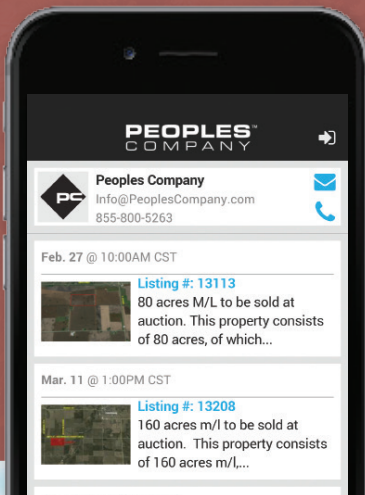 PEOPLES™
COMPANY
PC
Peoples Company
Info@PeoplesCompany.com
855-800-5263
Feb. 27 @ 10:00AM CST
Listing #: 13113
80 acres M/L to be sold at
auction. This property consists
of 80 acres, of which...
Mar. 11 @ 1:00PM CST
Listing #: 13208
160 acres m/l to be sold at
auction.  This property consists
of 160 acres m/l,...